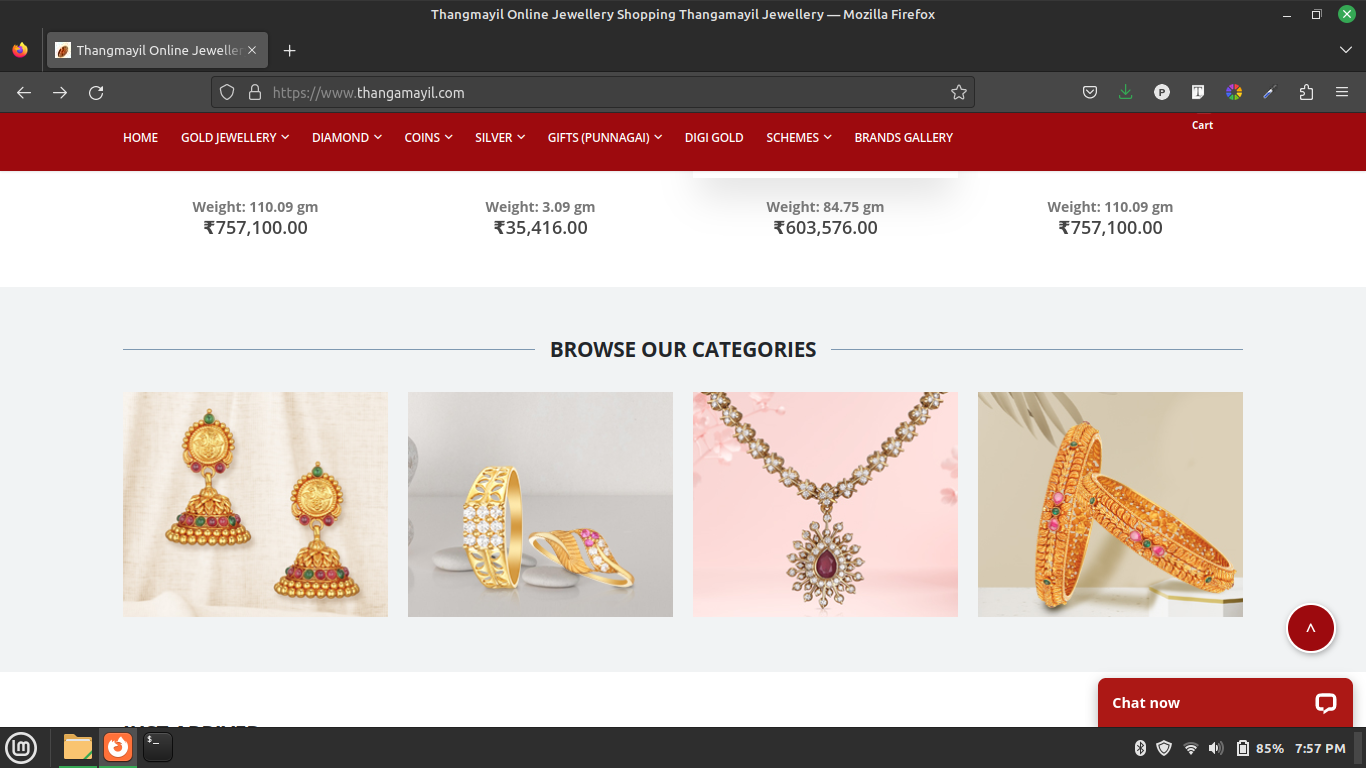 Thangmayil Online Jewellery Shopping Thangamayil Jewellery — Mozilla Firefox
Thangmayil Online Jeweller
https://www.thangamayil.com
HOME GOLD JEWELLERY DIAMOND COINS SILVER GIFTS (PUNNAGAI) DIGI GOLD SCHEMES BRANDS GALLERY
Cart
Weight: 110.09 gm Weight: 3.09 gm Weight: 84.75 gm Weight: 110.09 gm
₹757,100.00 ₹35,416.00 ₹603,576.00 ₹757,100.00
BROWSE OUR CATEGORIES
^
Chat now
85% 7:57 PM